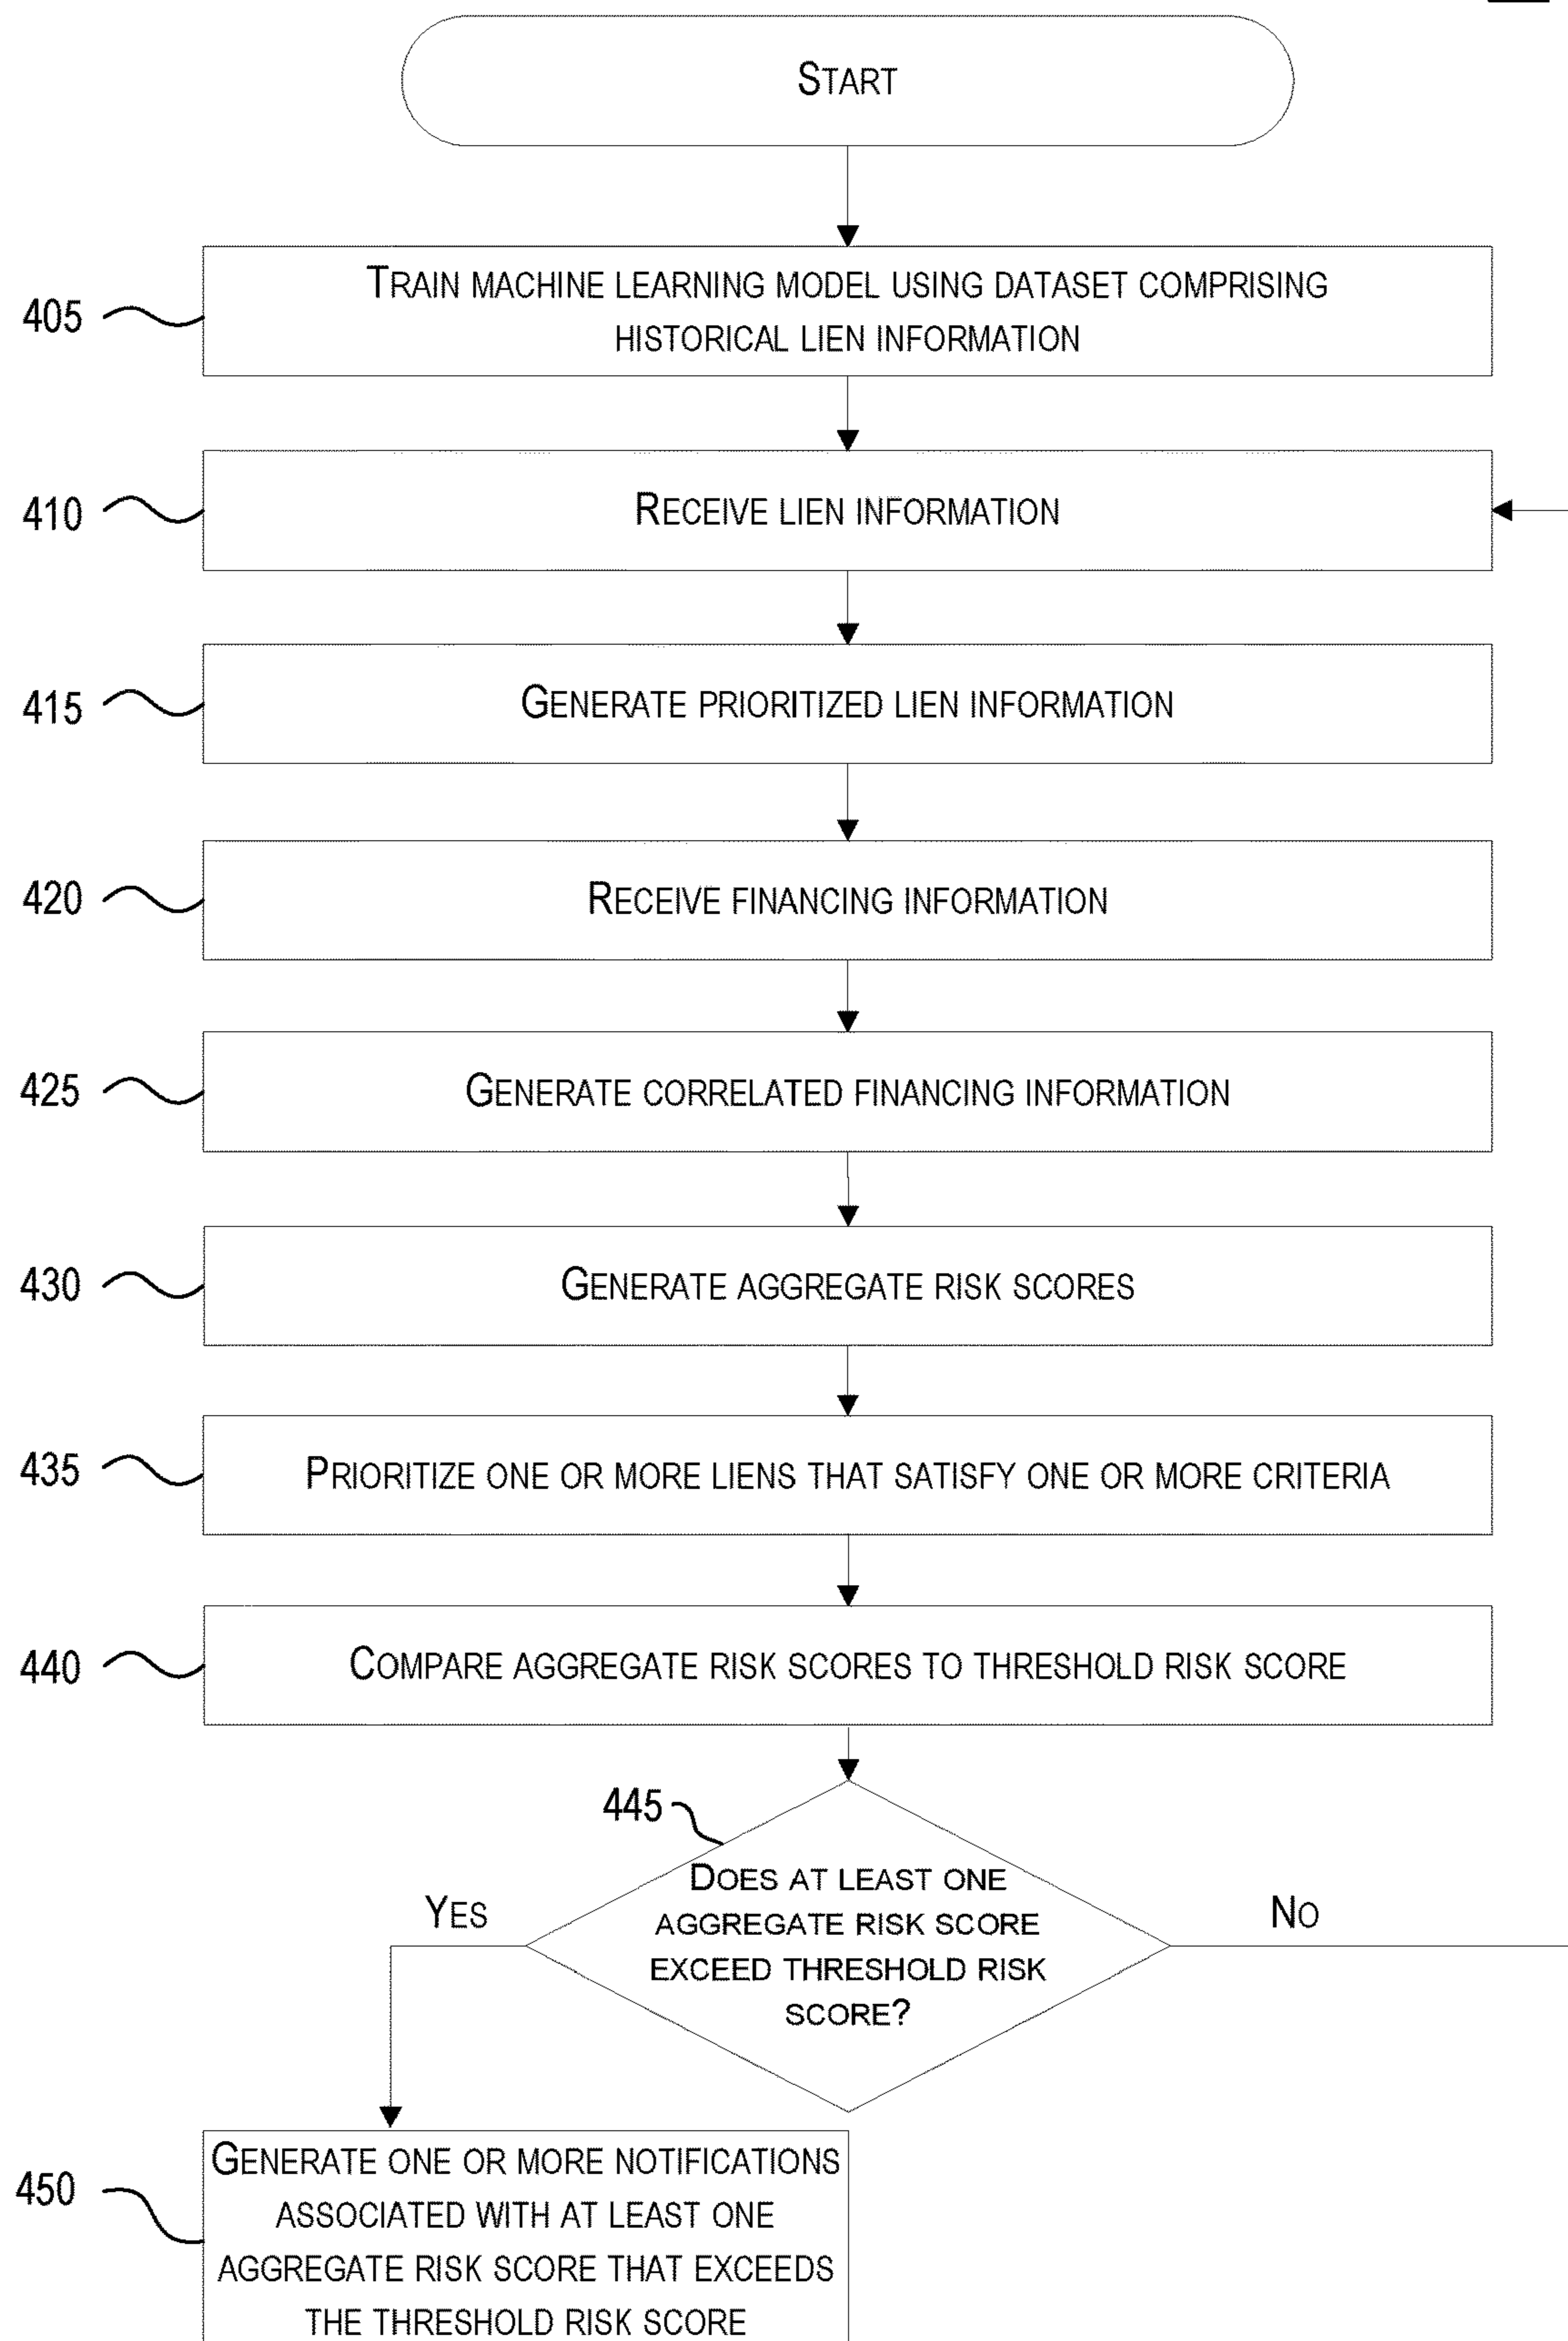 START
405
TRAIN MACHINE LEARNING MODEL USING DATASET COMPRISING
HISTORICAL LIEN INFORMATION
410
RECEIVE LIEN INFORMATION
415
GENERATE PRIORITIZED LIEN INFORMATION
420
RECEIVE FINANCING INFORMATION
425
GENERATE CORRELATED FINANCING INFORMATION
430
GENERATE AGGREGATE RISK SCORES
435
PRIORITIZE ONE OR MORE LIENS THAT SATISFY ONE OR MORE CRITERIA
440
COMPARE AGGREGATE RISK SCORES TO THRESHOLD RISK SCORE
445
DOES AT LEAST ONE
AGGREGATE RISK SCORE
EXCEED THRESHOLD RISK
SCORE?
YES
NO
450
GENERATE ONE OR MORE NOTIFICATIONS
ASSOCIATED WITH AT LEAST ONE
AGGREGATE RISK SCORE THAT EXCEEDS
THE THRESHOLD RISK SCORE